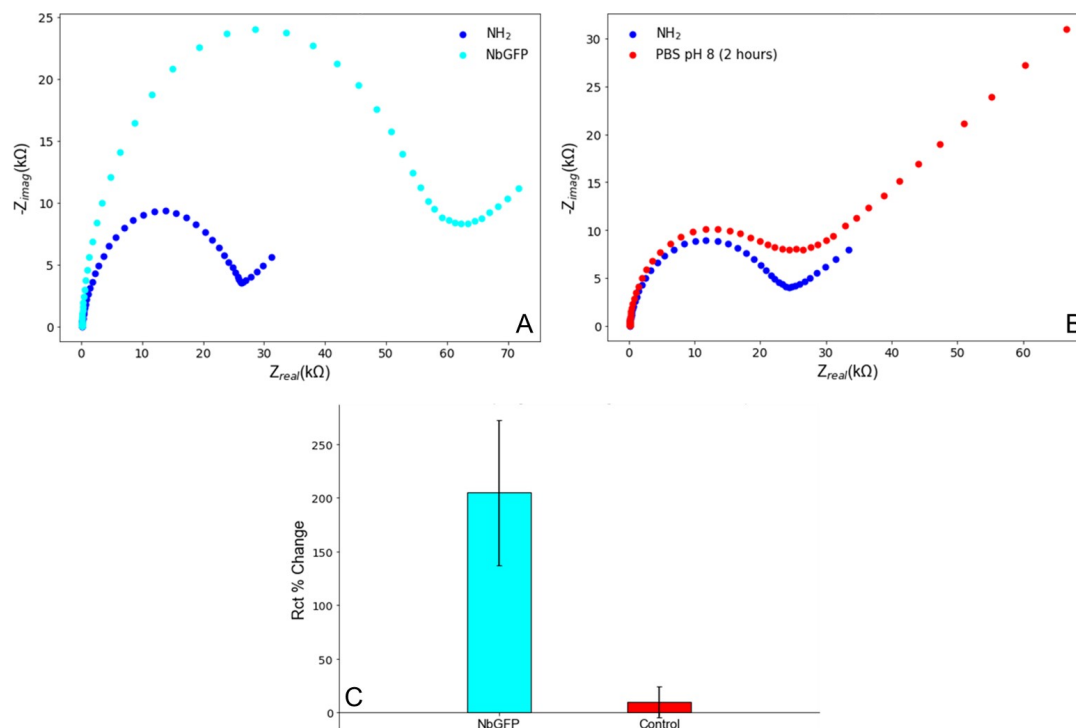 NH2
NbGFP
25
20
15
10
5
0
-Zimag(kΩ)
0 10 20 30 40 50 60 70
Zreal(kΩ)
A
NH2
PBS pH 8 (2 hours)
30
25
20
15
10
5
0
-Zimag(kΩ)
0 10 20 30 40 50 60
Zreal(kΩ)
250
200
150
100
50
0
Rct % Change
C
NbGFP Control